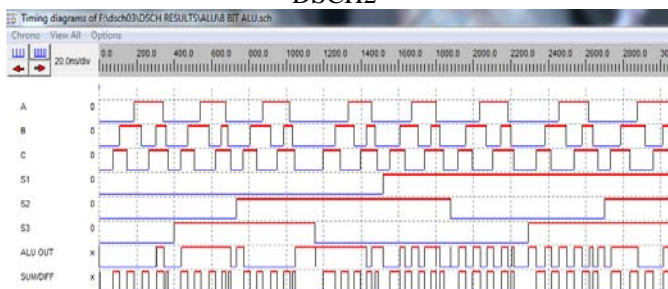 DSCH2
Timing diagrams of F:\dsch03\DSCH RESULTS\ALU\8 BIT ALU.sch
Chrono View All Options
20.0ns/div 0.0 200.0 400.0 600.0 800.0 1000.0 1200.0 1400.0 1600.0 1800.0 2000.0 2200.0 2400.0 2600.0 2800.0 30
A 0
B 0
C 0
S1 0
S2 0
S3 0
ALU OUT x
SUM/DIFF x